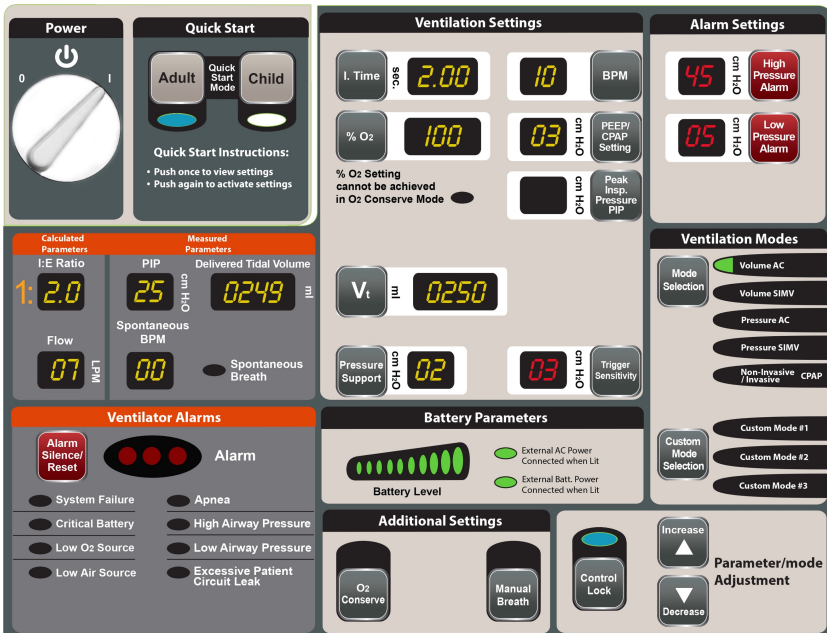 Power
0
I
Quick Start
Adult
Quick
Start
Mode
Child
Quick Start Instructions:
• Push once to view settings
• Push again to activate settings
Ventilation Settings
I. Time
sec.
2.00
10
BPM
% O2
100
03
cm H2O
PEEP/
CPAP
Setting
% O2 Setting
cannot be achieved
in O2 Conserve Mode
cm H2O
Peak
Insp.
Pressure
PIP
Vt
ml
0250
Pressure
Support
cm H2O
02
03
cm H2O
Trigger
Sensitivity
Alarm Settings
45
cm H2O
High
Pressure
Alarm
05
cm H2O
Low
Pressure
Alarm
Calculated
Parameters
Measured
Parameters
I:E Ratio
1:
2.0
PIP
25
cm H2O
Delivered Tidal Volume
0249
ml
Flow
07
LPM
Spontaneous
BPM
00
Spontaneous
Breath
Ventilation Modes
Mode
Selection
Volume AC
Volume SIMV
Pressure AC
Pressure SIMV
Non-Invasive
/ Invasive
CPAP
Custom
Mode
Selection
Custom Mode #1
Custom Mode #2
Custom Mode #3
Ventilator Alarms
Alarm
Silence/
Reset
Alarm
System Failure
Apnea
Critical Battery
High Airway Pressure
Low O2 Source
Low Airway Pressure
Low Air Source
Excessive Patient
Circuit Leak
Battery Parameters
Battery Level
External AC Power
Connected when Lit
External Batt. Power
Connected when Lit
Additional Settings
O2
Conserve
Manual
Breath
Control
Lock
Increase
Decrease
Parameter/mode
Adjustment